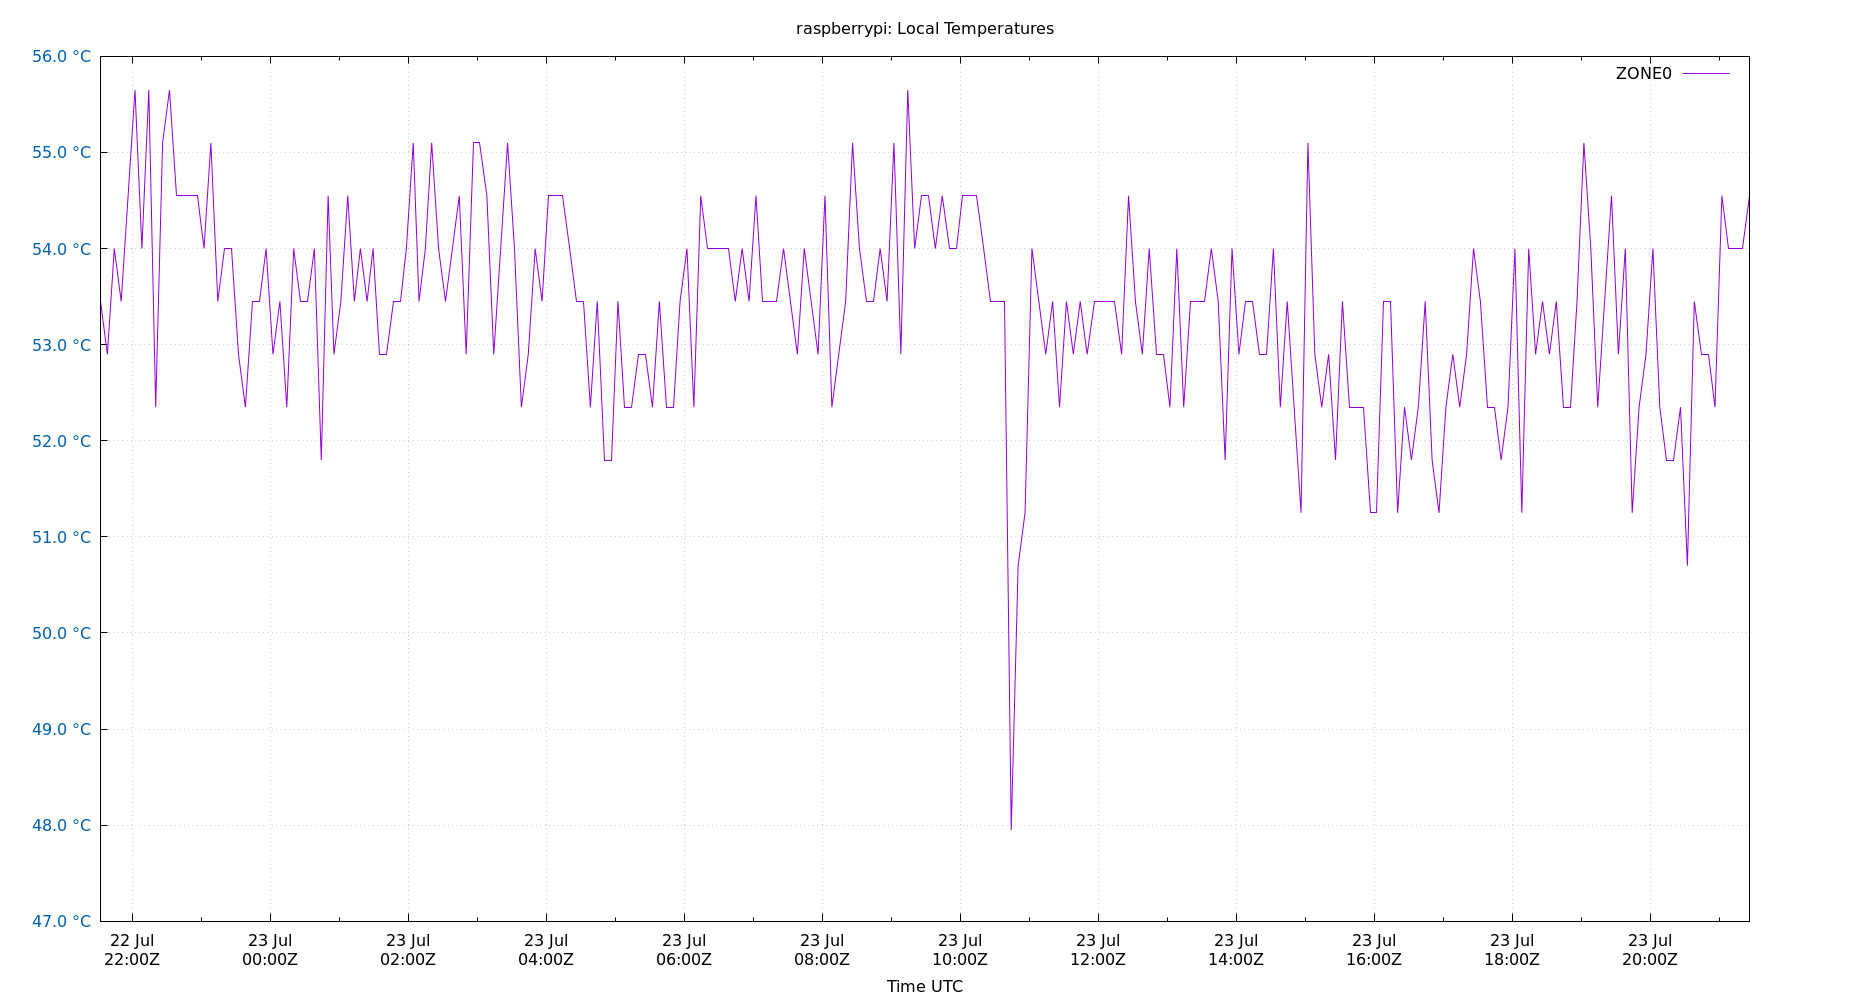 raspberrypi: Local Temperatures
56.0 °C
55.0 °C
54.0 °C
53.0 °C
52.0 °C
51.0 °C
50.0 °C
49.0 °C
48.0 °C
47.0 °C
ZONE0
22 Jul 23 Jul 23 Jul 23 Jul 23 Jul 23 Jul 23 Jul 23 Jul 23 Jul 23 Jul 23 Jul 23 Jul
22:00Z 00:00Z 02:00Z 04:00Z 06:00Z 08:00Z 10:00Z 12:00Z 14:00Z 16:00Z 18:00Z 20:00Z
Time UTC